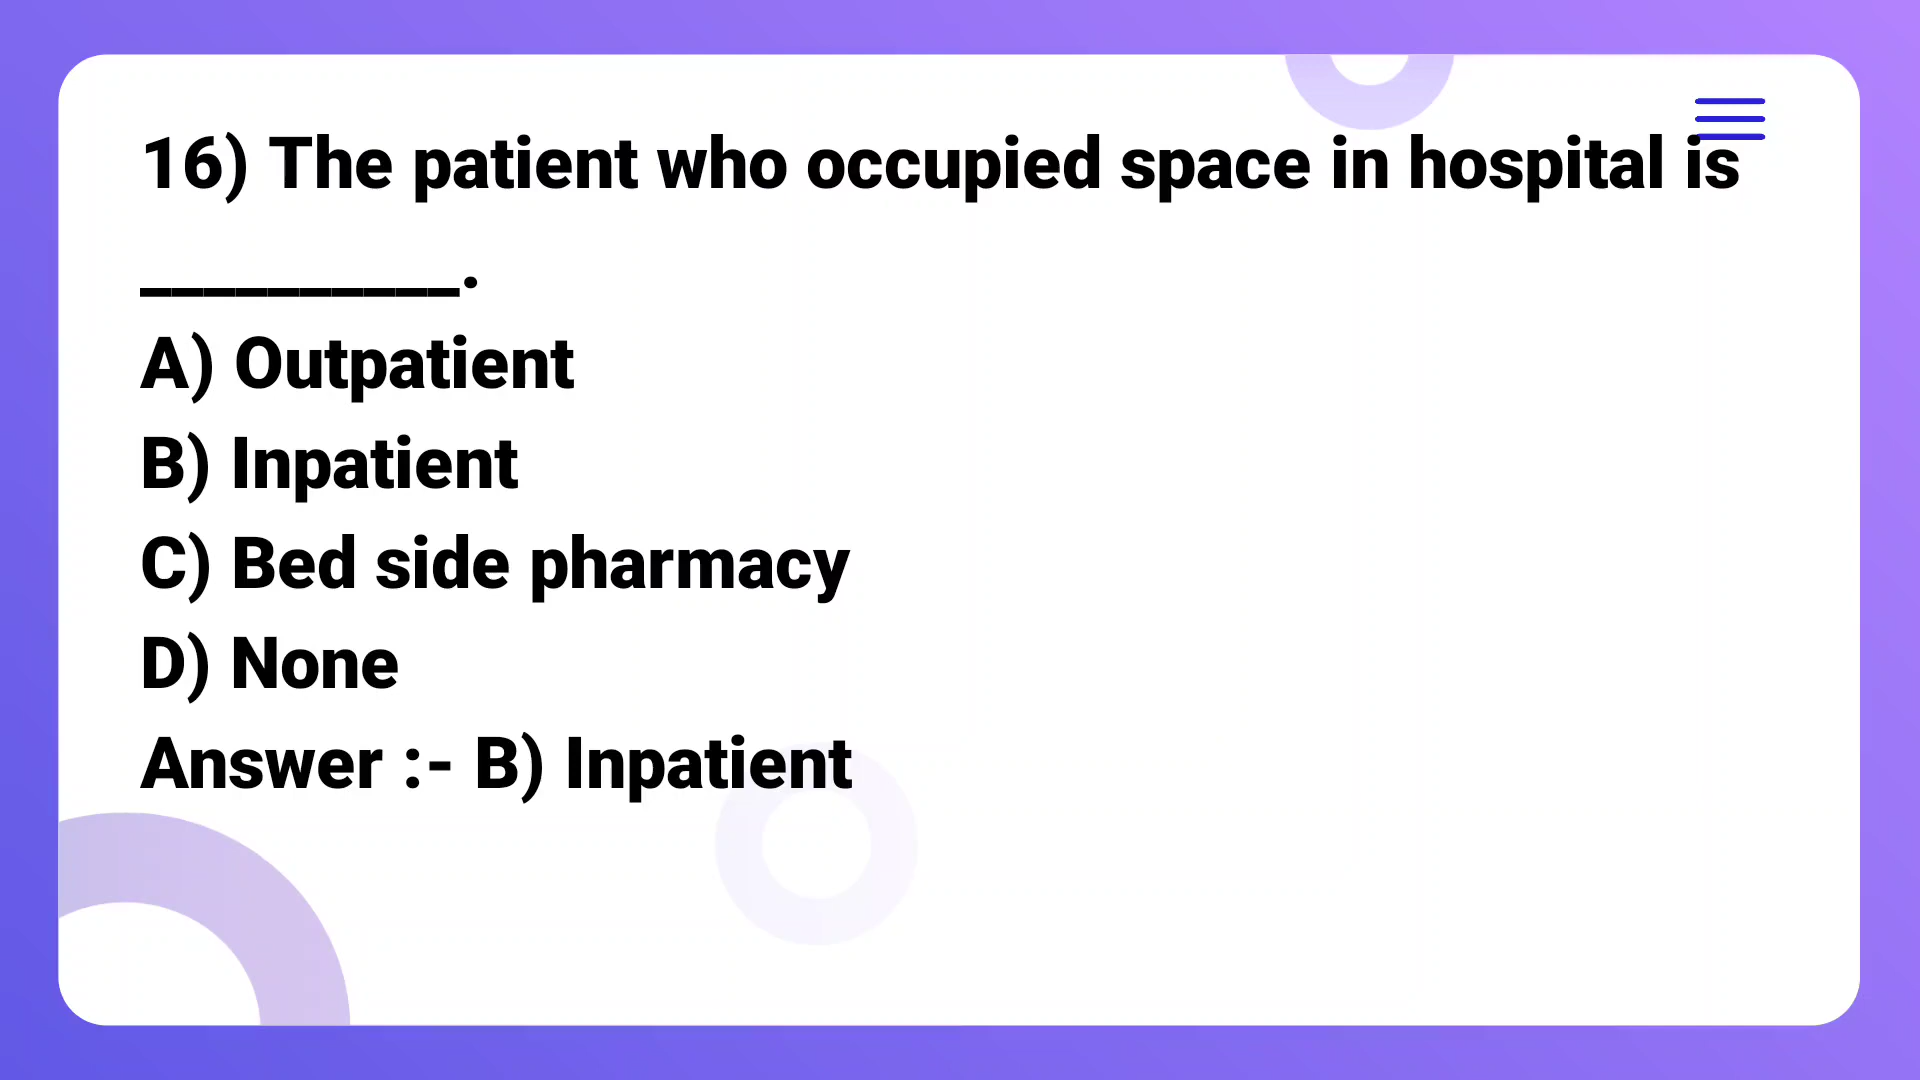 16) The patient who occupied space in hospital is
__________.
A) Outpatient
B) Inpatient
C) Bed side pharmacy
D) None
Answer :- B) Inpatient